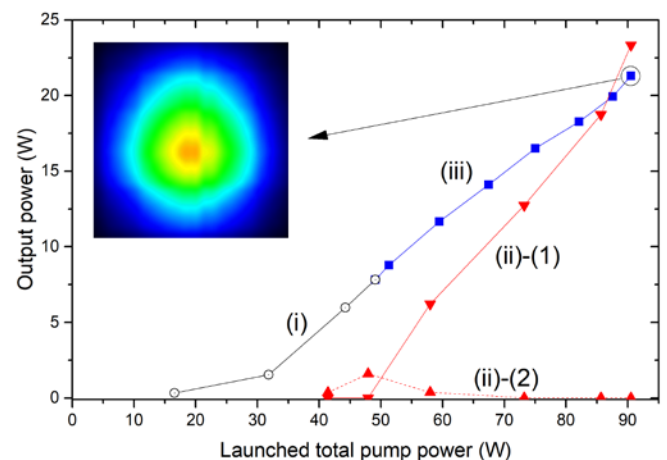 25
20
15
10
5
0
Output power (W)
(i)
(iii)
(ii)-(1)
(ii)-(2)
0 10 20 30 40 50 60 70 80 90 100
Launched total pump power (W)